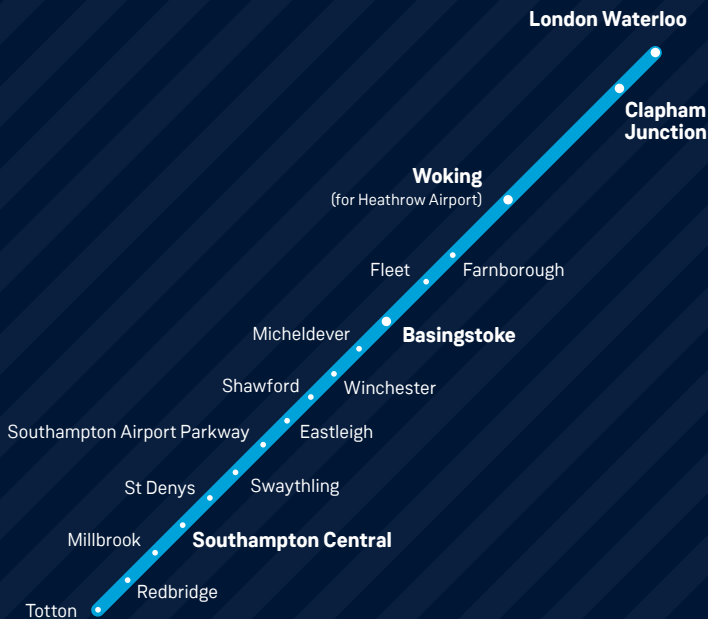 London Waterloo
Clapham
Junction
Woking
(for Heathrow Airport)
Fleet
Farnborough
Micheldever
Basingstoke
Shawford
Winchester
Southampton Airport Parkway
Eastleigh
St Denys
Swaythling
Millbrook
Southampton Central
Redbridge
Totton